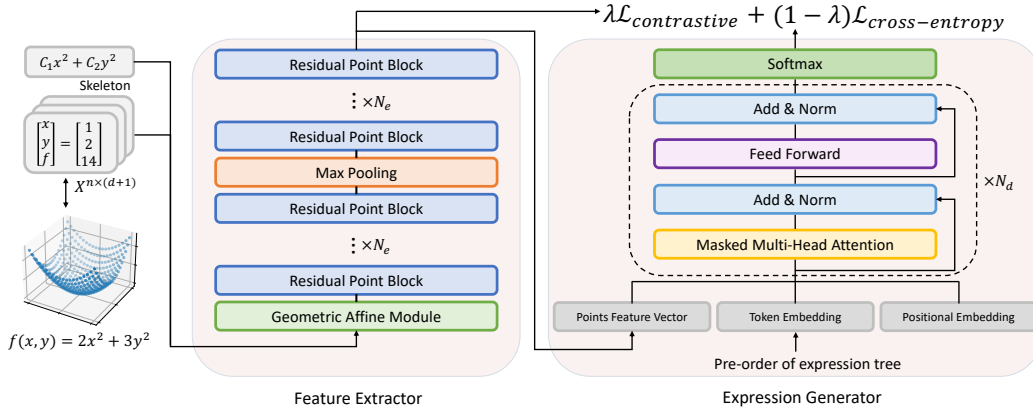 λℒ_contrastive + (1 − λ)ℒ_cross−entropy
C₁x² + C₂y²
Skeleton
[x y f] = [1 2 14]
X^{n×(d+1)}
f(x, y) = 2x² + 3y²
Residual Point Block
⋮ ×Nₑ
Residual Point Block
Max Pooling
Residual Point Block
⋮ ×Nₑ
Residual Point Block
Geometric Affine Module
Feature Extractor
Softmax
Add & Norm
Feed Forward
Add & Norm
Masked Multi-Head Attention
×N_d
Points Feature Vector
Token Embedding
Positional Embedding
Pre-order of expression tree
Expression Generator